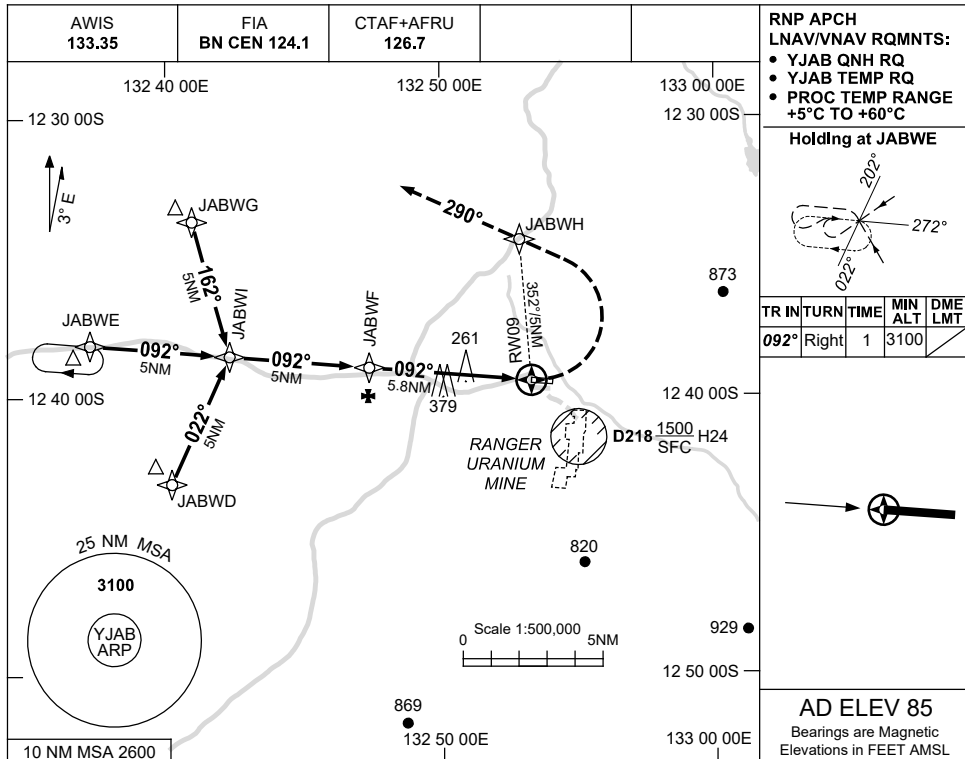 AWIS
133.35
FIA
BN CEN 124.1
CTAF+AFRU
126.7
RNP APCH
LNAV/VNAV RQMNTS:
• YJAB QNH RQ
• YJAB TEMP RQ
• PROC TEMP RANGE
+5°C TO +60°C
Holding at JABWE
202°
272°
022°
TR IN TURN TIME MIN ALT DME LMT
092° Right 1 3100
132 40 00E
132 50 00E
133 00 00E
12 30 00S
12 30 00S
3° E
JABWG
290°
JABWH
162°
5NM
352°/5NM
873
JABWE
JABWI
JABWF
RW09
261
092°
5NM
092°
5NM
092°
5.8NM
379
12 40 00S
12 40 00S
022°
5NM
JABWD
RANGER
URANIUM
MINE
D218 1500 H24
SFC
25 NM MSA
3100
YJAB
ARP
820
929
Scale 1:500,000
0 5NM
12 50 00S
869
132 50 00E
133 00 00E
10 NM MSA 2600
AD ELEV 85
Bearings are Magnetic
Elevations in FEET AMSL